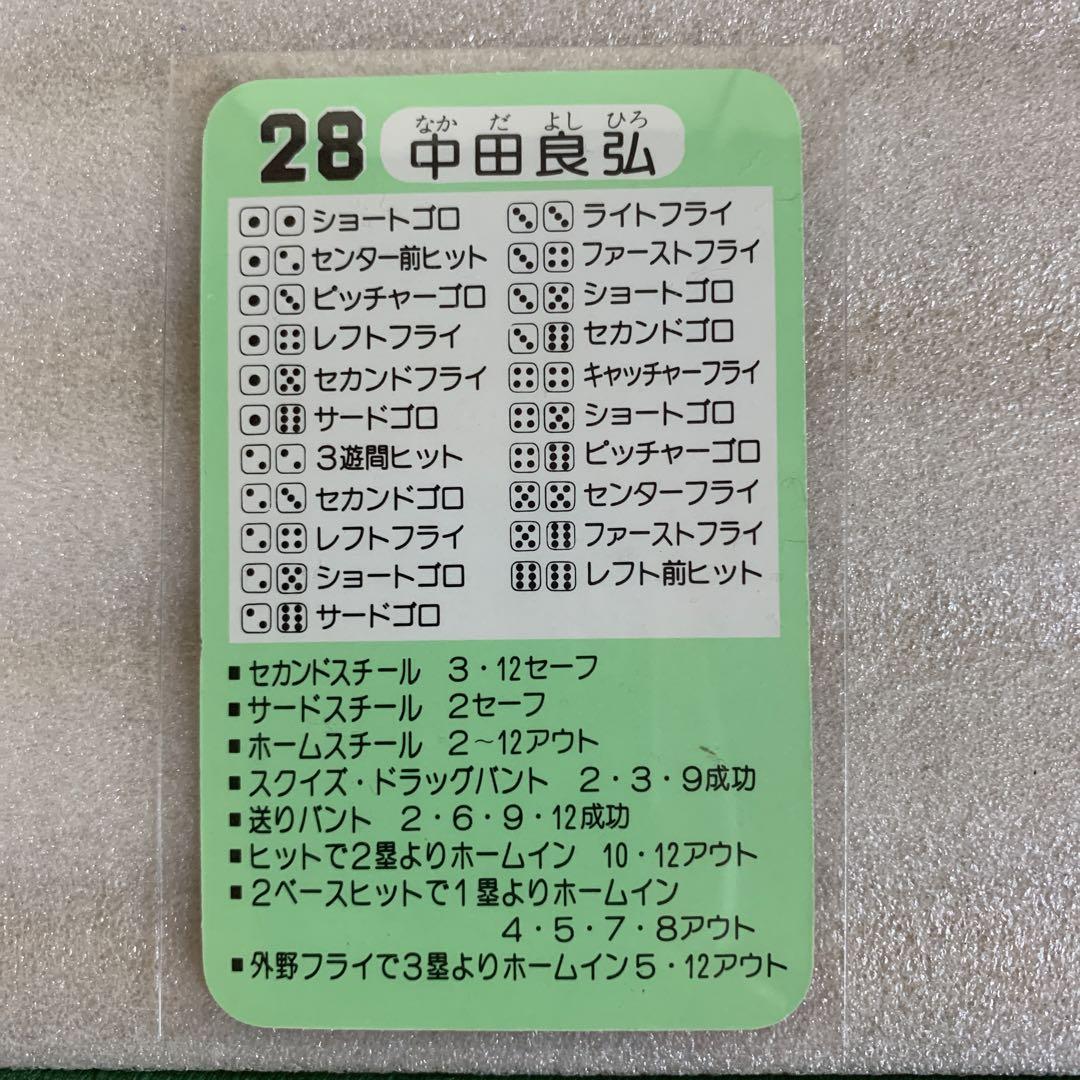 28 中田良弘
なか だ よし ひろ
⚀⚀ショートゴロ
⚀⚁センター前ヒット
⚀⚂ピッチャーゴロ
⚀⚃レフトフライ
⚀⚄セカンドフライ
⚀⚅サードゴロ
⚁⚁3遊間ヒット
⚁⚂セカンドゴロ
⚁⚃レフトフライ
⚁⚄ショートゴロ
⚁⚅サードゴロ
⚂⚂ライトフライ
⚂⚃ファーストフライ
⚂⚄ショートゴロ
⚂⚅セカンドゴロ
⚃⚃キャッチャーフライ
⚃⚄ショートゴロ
⚃⚅ピッチャーゴロ
⚄⚄センターフライ
⚄⚅ファーストフライ
⚅⚅レフト前ヒット
■セカンドスチール 3・12セーフ
■サードスチール 2セーフ
■ホームスチール 2~12アウト
■スクイズ・ドラッグバント 2・3・9成功
■送りバント 2・6・9・12成功
■ヒットで2塁よりホームイン 10・12アウト
■2ベースヒットで1塁よりホームイン
4・5・7・8アウト
■外野フライで3塁よりホームイン5・12アウト